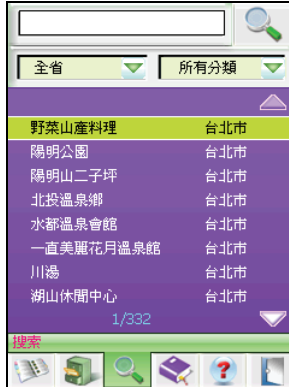 全省 所有分類
野菜山產料理 台北市
陽明公園 台北市
陽明山二子坪 台北市
北投溫泉鄉 台北市
水都溫泉會館 台北市
一直美麗花月溫泉館 台北市
川湯 台北市
湖山休閒中心 台北市
1/332
搜索
?